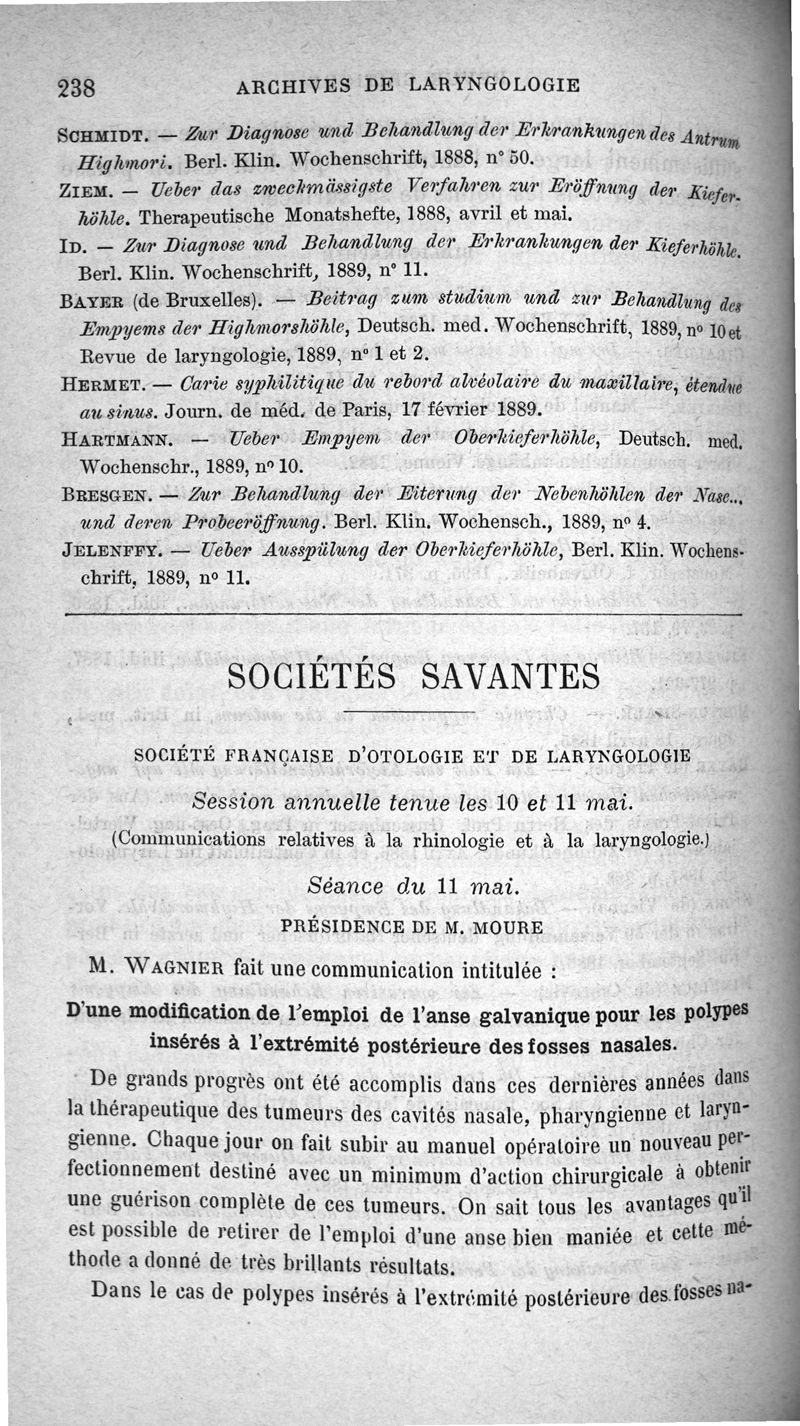 238 ARCHIVES DE LARYNGOLOGIE
SCHMIDT. — Zur Diagnose und Behandlung der Erkrankungen des Antrum
Highmori. Berl. Klin. Wochenschrift, 1888, n° 50.
ZIEM. — Ueber das zweckmässigste Verfahren zur Eröffnung der Kiefer-
höhle. Therapeutische Monatshefte, 1888, avril et mai.
ID. — Zur Diagnose und Behandlung der Erkrankungen der Kieferhöhle.
Berl. Klin. Wochenschrift, 1889, n° 11.
BAYER (de Bruxelles). — Beitrag zum studium und zur Behandlung des
Empyems der Highmorshöhle, Deutsch. med. Wochenschrift, 1889, n° 10 et
Revue de laryngologie, 1889, n° 1 et 2.
HERMET. — Carie syphilitique du rebord alvéolaire du maxillaire, étendue
au sinus. Journ. de méd. de Paris, 17 février 1889.
HARTMANN. — Ueber Empyem der Oberkieferhöhle, Deutsch. med.
Wochenschr., 1889, n° 10.
BRESGEN. — Zur Behandlung der Eiterung der Nebenhöhlen der Nase...
und deren Probeeröffnung. Berl. Klin. Wochensch., 1889, n° 4.
JELENFFY. — Ueber Ausspülung der Oberkieferhöhle, Berl. Klin. Wochens-
chrift, 1889, n° 11.
SOCIÉTÉS SAVANTES
SOCIÉTÉ FRANÇAISE D'OTOLOGIE ET DE LARYNGOLOGIE
Session annuelle tenue les 10 et 11 mai.
(Communications relatives à la rhinologie et à la laryngologie.)
Séance du 11 mai.
PRÉSIDENCE DE M. MOURE
M. WAGNIER fait une communication intitulée :
D'une modification de l'emploi de l'anse galvanique pour les polypes
insérés à l'extrémité postérieure des fosses nasales.
De grands progrès ont été accomplis dans ces dernières années dans
la thérapeutique des tumeurs des cavités nasale, pharyngienne et laryn-
gienne. Chaque jour on fait subir au manuel opératoire un nouveau per-
fectionnement destiné avec un minimum d'action chirurgicale à obtenir
une guérison complète de ces tumeurs. On sait tous les avantages qu'il
est possible de retirer de l'emploi d'une anse bien maniée et cette mé-
thode a donné de très brillants résultats.
Dans le cas de polypes insérés à l'extrémité postérieure des fosses na-